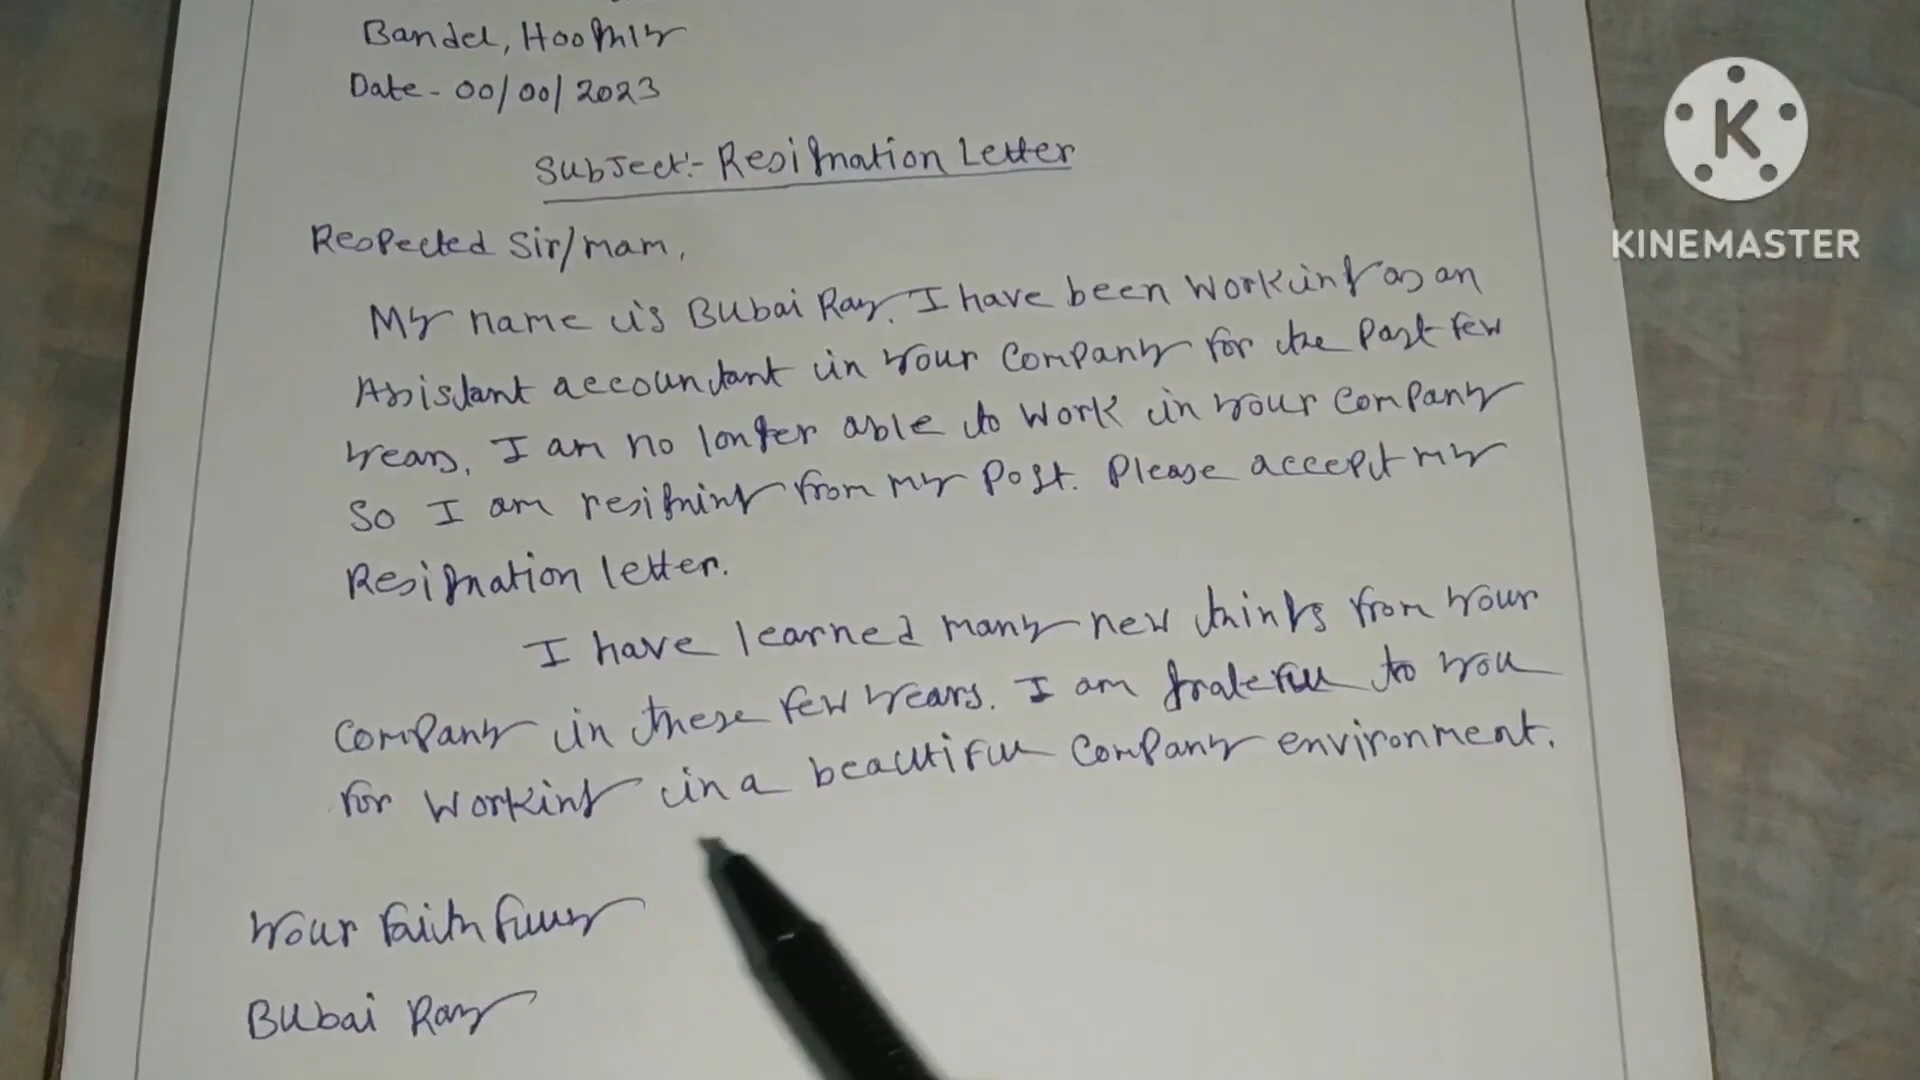 Bandel, Hooghly
Date - 00/00/2023
Subject:- Resignation Letter
Respected Sir/mam,
My name is Bubai Ray. I have been working as an
Assistant accountant in your company for the past few
years. I am no longer able to work in your company
So I am resigning from my post. Please accept my
Resignation letter.
I have learned many new things from your
company in these few years. I am grateful to you
for working in a beautiful company environment.
Your faithfully
Bubai Ray
KINEMASTER